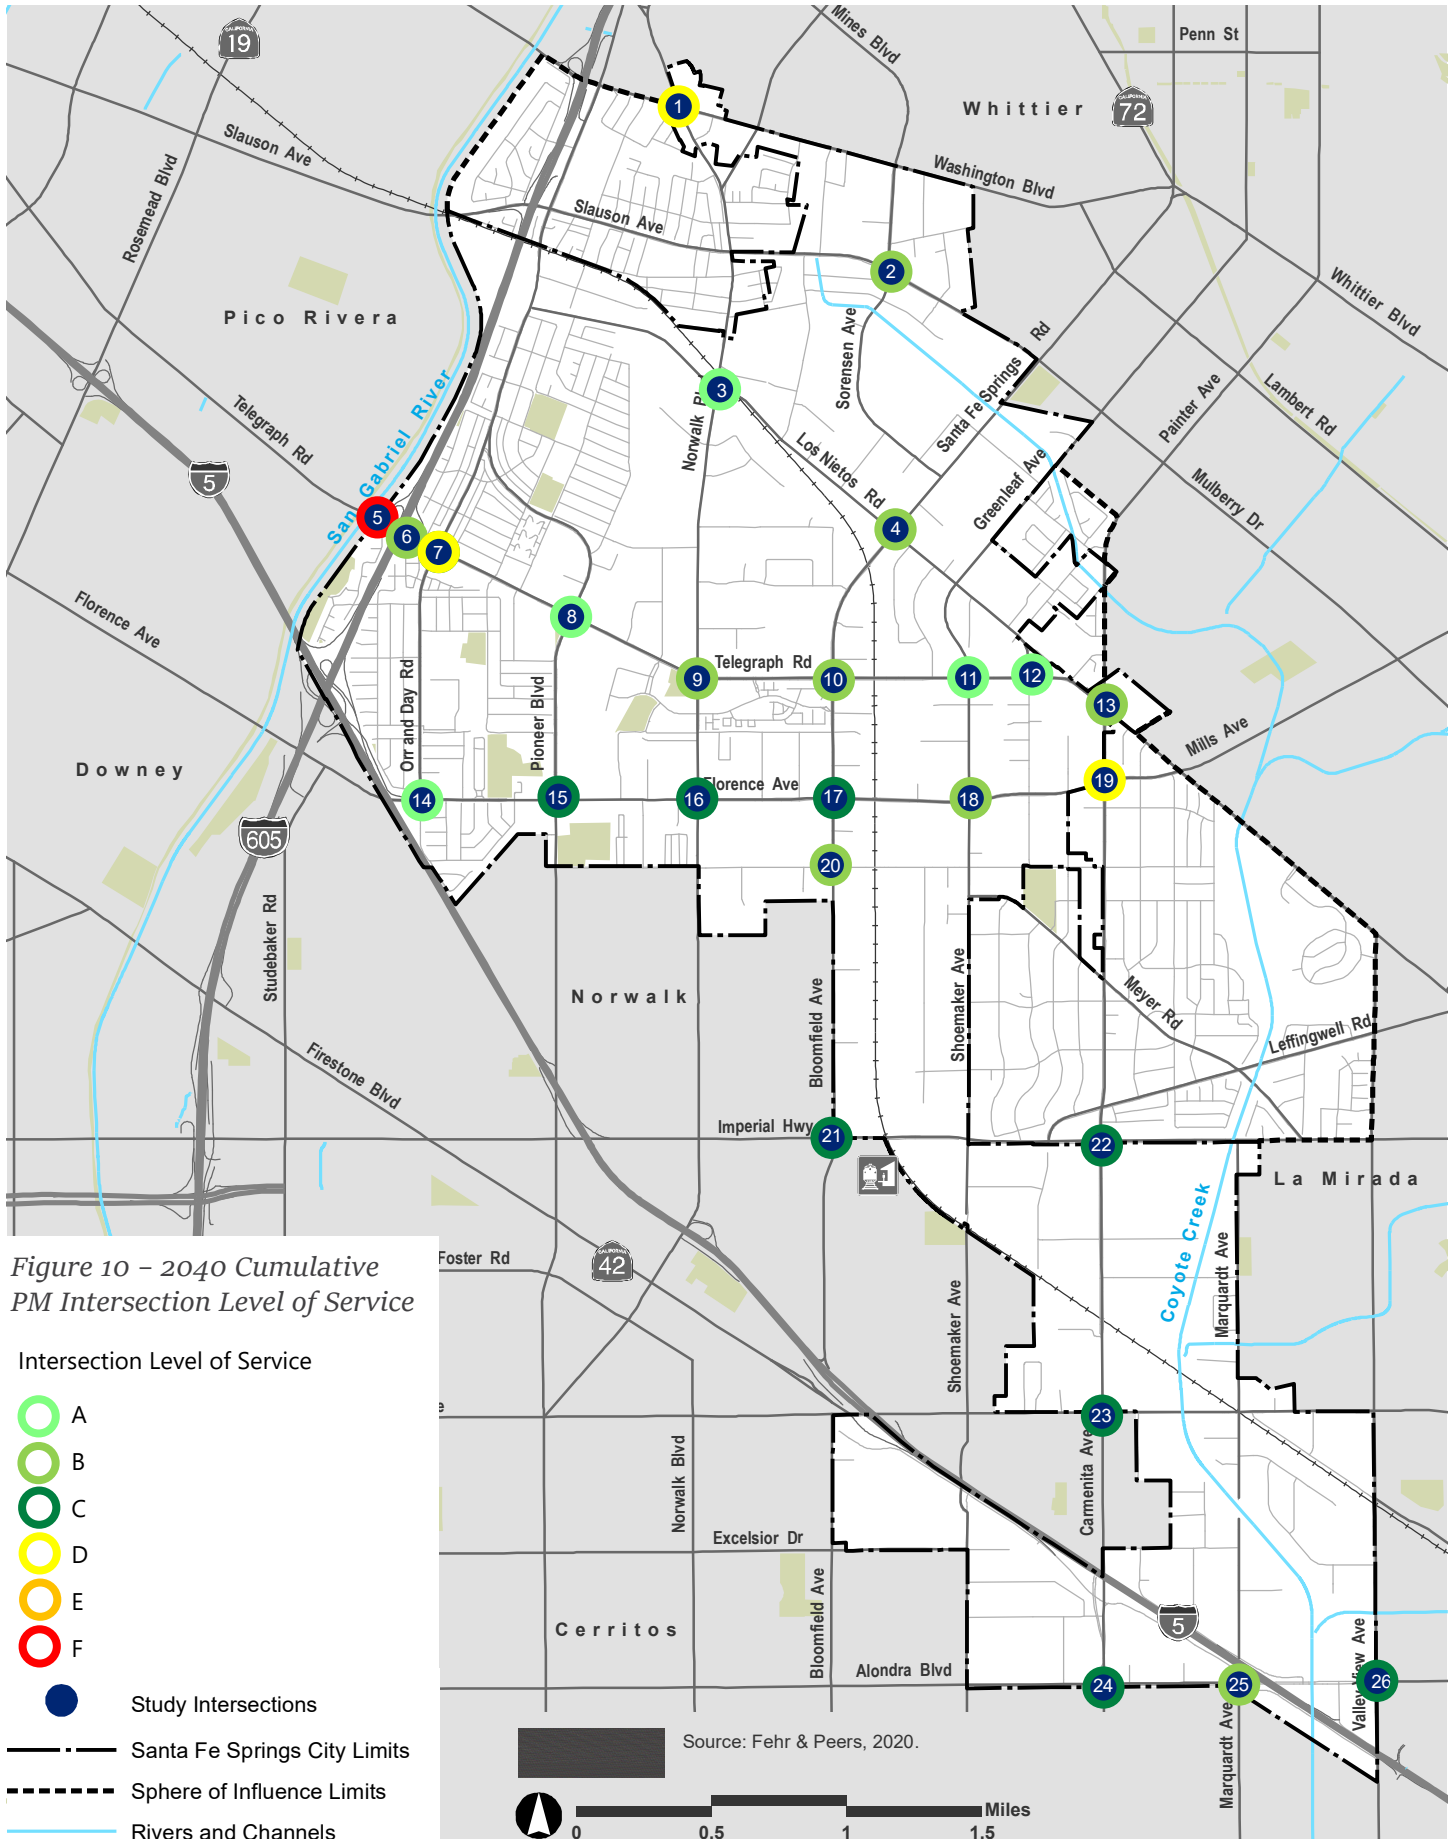 CALIFORNIA
19
Mines Blvd
Penn St
Whittier
CALIFORNIA
72
1
Slauson Ave
Rosemead Blvd
Washington Blvd
Slauson Ave
2
Pico Rivera
Whittier Blvd
Sorensen Ave
Santa Fe Springs Rd
3
Painter Ave
Lambert Rd
Telegraph Rd
San Gabriel River
Norwalk
Los Nietos Rd
Greenleaf Ave
Mulberry Dr
5
5
6
7
4
Florence Ave
8
Telegraph Rd
9
10
11
12
13
Orr and Day Rd
Pioneer Blvd
Mills Ave
Downey
14
15
16
Florence Ave
17
18
19
605
20
Studebaker Rd
Norwalk
Bloomfield Ave
Shoemaker Ave
Meyer Rd
Leffingwell Rd
Firestone Blvd
Imperial Hwy
21
22
La Mirada
Coyote Creek
Marquardt Ave
Figure 10 – 2040 Cumulative
PM Intersection Level of Service
Foster Rd
CALIFORNIA
42
Shoemaker Ave
Intersection Level of Service
A
B
C
D
E
F
e
23
Norwalk Blvd
Carmenita Ave
Excelsior Dr
Bloomfield Ave
Cerritos
5
Valley View Ave
Alondra Blvd
24
25
26
Marquardt Ave
Study Intersections
Santa Fe Springs City Limits
Sphere of Influence Limits
Rivers and Channels
Source: Fehr & Peers, 2020.
Miles
0 0.5 1 1.5